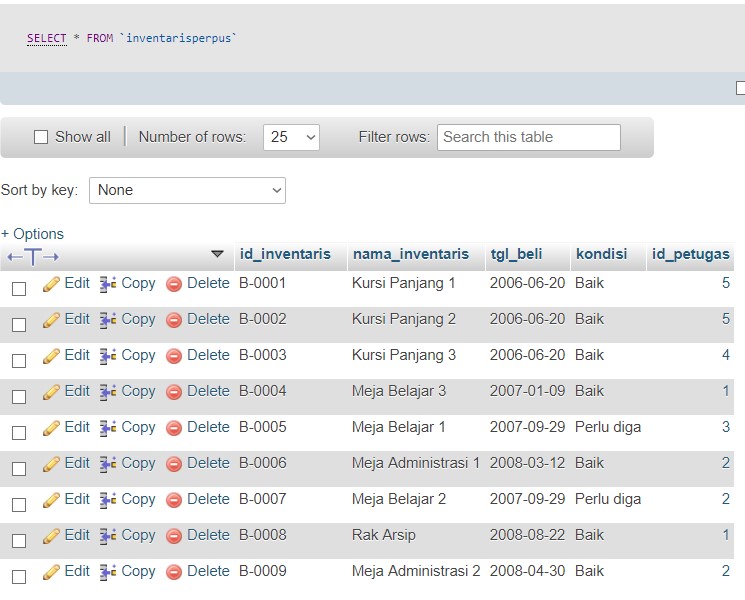 SELECT * FROM `inventarisperpus`
Show all Number of rows: 25 Filter rows: Search this table
Sort by key: None
+ Options
←T→ id_inventaris nama_inventaris tgl_beli kondisi id_petugas
Edit Copy Delete B-0001 Kursi Panjang 1 2006-06-20 Baik 5
Edit Copy Delete B-0002 Kursi Panjang 2 2006-06-20 Baik 5
Edit Copy Delete B-0003 Kursi Panjang 3 2006-06-20 Baik 4
Edit Copy Delete B-0004 Meja Belajar 3 2007-01-09 Baik 1
Edit Copy Delete B-0005 Meja Belajar 1 2007-09-29 Perlu diga 3
Edit Copy Delete B-0006 Meja Administrasi 1 2008-03-12 Baik 2
Edit Copy Delete B-0007 Meja Belajar 2 2007-09-29 Perlu diga 2
Edit Copy Delete B-0008 Rak Arsip 2008-08-22 Baik 1
Edit Copy Delete B-0009 Meja Administrasi 2 2008-04-30 Baik 2